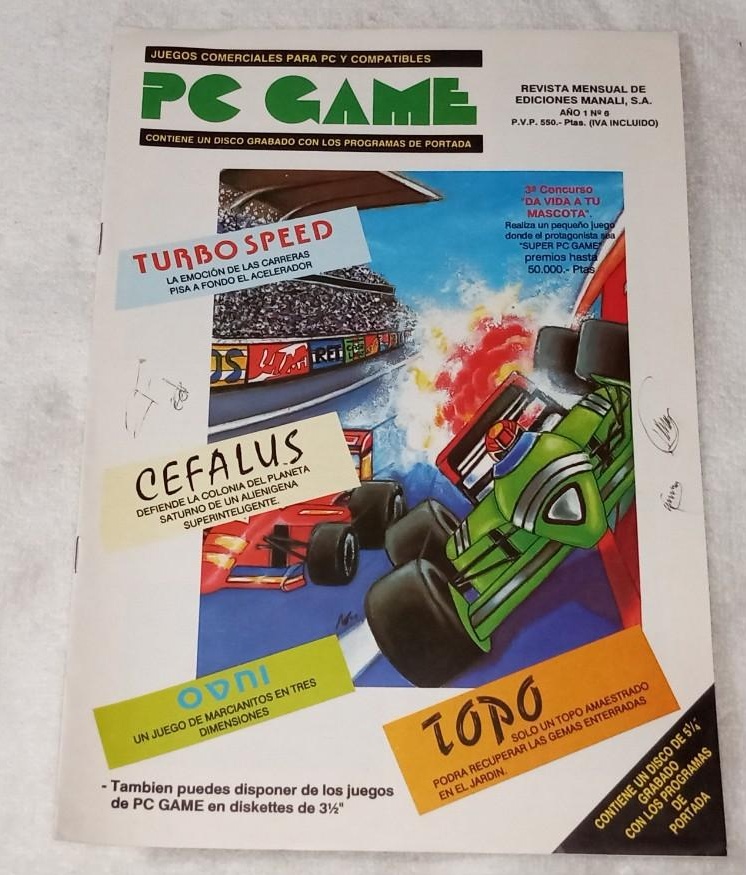 JUEGOS COMERCIALES PARA PC Y COMPATIBLES
PC GAME
CONTIENE UN DISCO GRABADO CON LOS PROGRAMAS DE PORTADA
REVISTA MENSUAL DE
EDICIONES MANALI, S.A.
AÑO 1 Nº 6
P.V.P. 550.- Ptas. (IVA INCLUIDO)
3º Concurso
"DA VIDA A TU
MASCOTA".
Realiza un pequeño juego
donde el protagonista sea
"SUPER PC GAME"
premios hasta
50.000.- Ptas
TURBO SPEED
LA EMOCIÓN DE LAS CARRERAS
PISA A FONDO EL ACELERADOR
CEFALUS
DEFIENDE LA COLONIA DEL PLANETA
SATURNO DE UN ALIENIGENA
SUPERINTELIGENTE.
OVNI
UN JUEGO DE MARCIANITOS EN TRES
DIMENSIONES
TOPO
SOLO UN TOPO AMAESTRADO
PODRA RECUPERAR LAS GEMAS ENTERRADAS
EN EL JARDIN.
- Tambien puedes disponer de los juegos
de PC GAME en diskettes de 3½"
CONTIENE UN DISCO DE 5¼"
GRABADO
CON LOS PROGRAMAS
DE
PORTADA